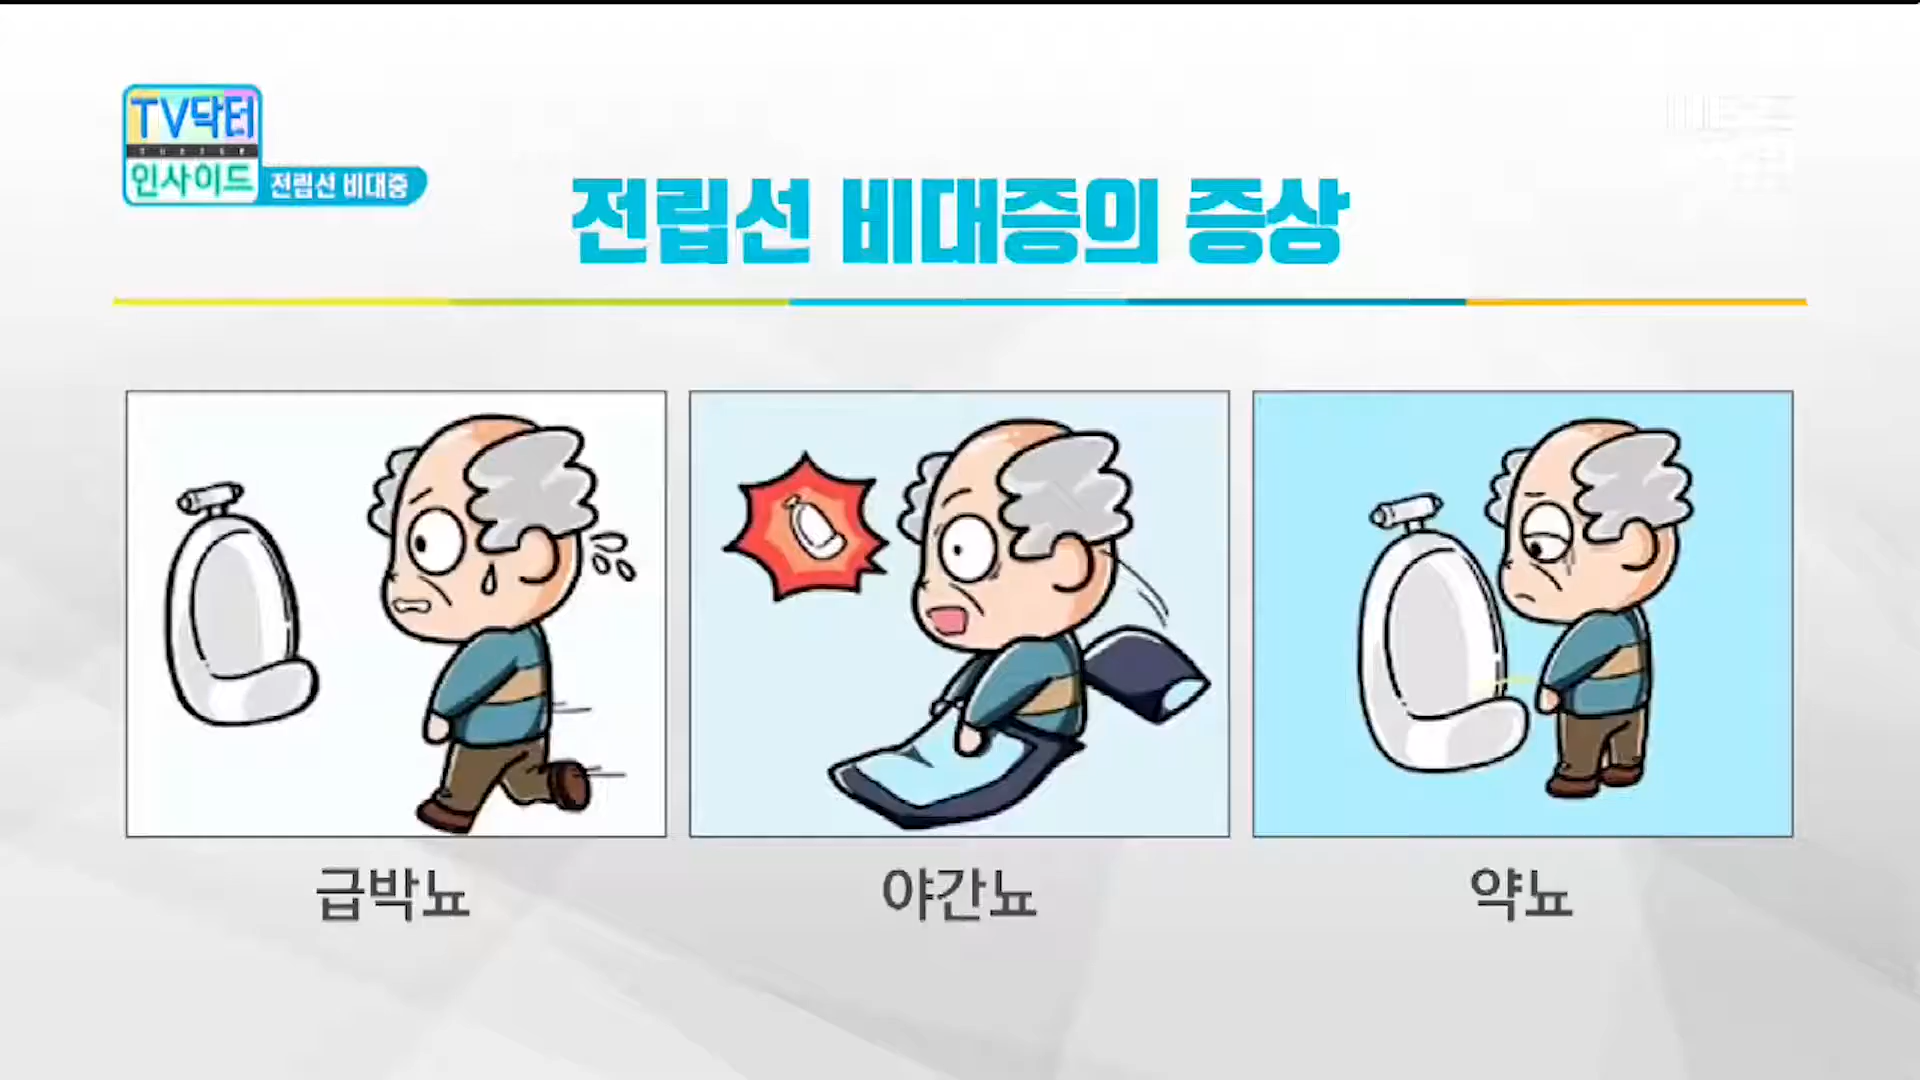 TV닥터
인사이드
전립선 비대증
전립선 비대증의 증상
급박뇨
야간뇨
약뇨